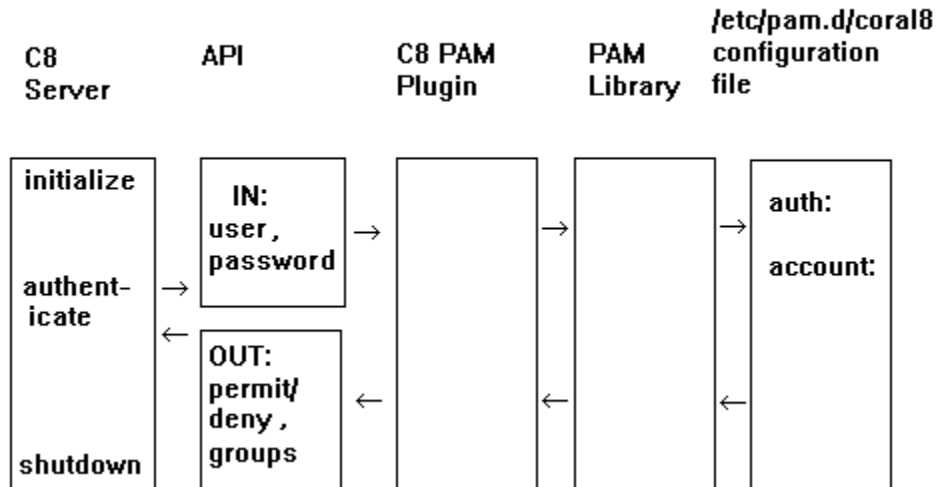 C8
Server
API
C8 PAM
Plugin
PAM
Library
/etc/pam.d/coral8
configuration
file
initialize
authent-
icate
shutdown
IN:
user,
password
OUT:
permit/
deny,
groups
auth:
account: